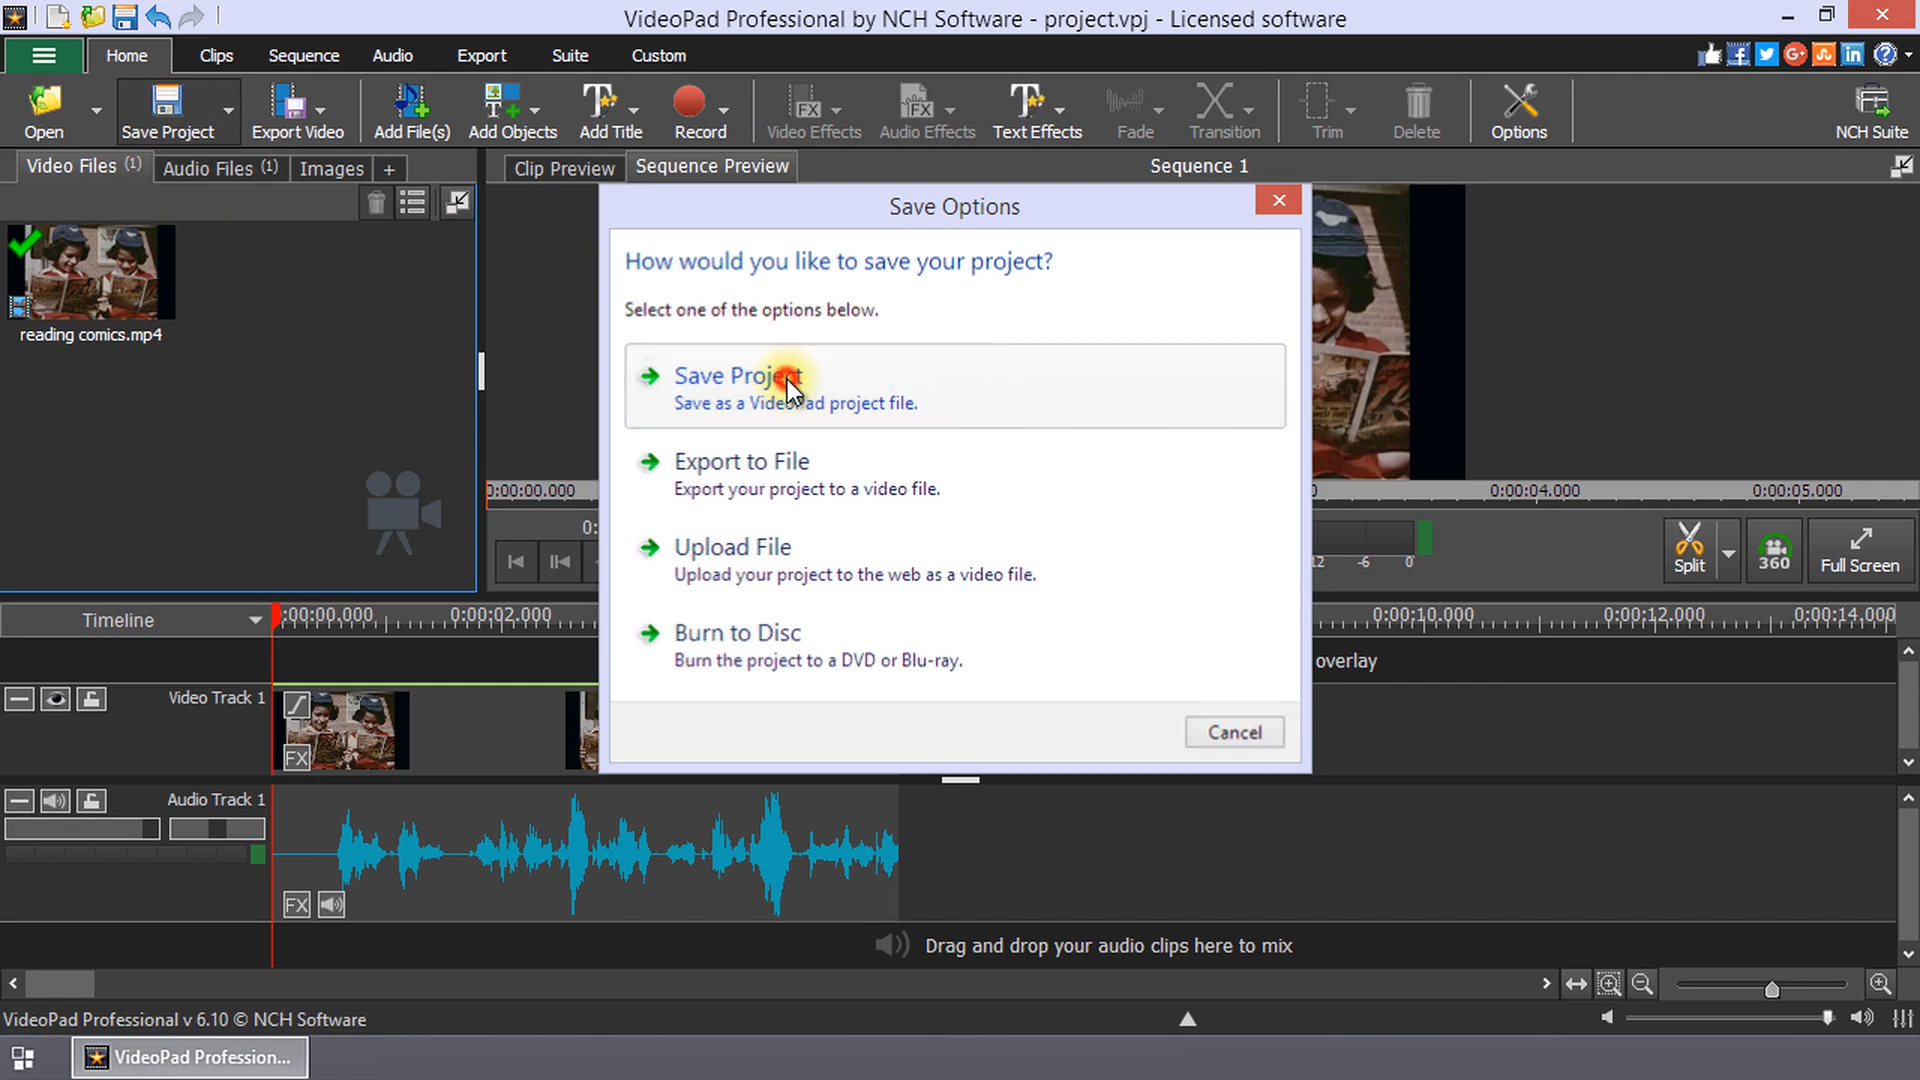 VideoPad Professional by NCH Software - project.vpj - Licensed software
Home Clips Sequence Audio Export Suite Custom
Open Save Project Export Video Add File(s) Add Objects Add Title Record Video Effects Audio Effects Text Effects Fade Transition Trim Delete Options NCH Suite
Video Files (1) Audio Files (1) Images + Clip Preview Sequence Preview Sequence 1
reading comics.mp4
Save Options
How would you like to save your project?
Select one of the options below.
Save Project
Save as a VideoPad project file.
Export to File
Export your project to a video file.
Upload File
Upload your project to the web as a video file.
Burn to Disc
Burn the project to a DVD or Blu-ray.
Cancel
0:00:00.000 0:00:04.000 0:00:05.000
0:
12 -6 0
Split 360 Full Screen
Timeline :00:00.000 0:00:02.000 0:00:10.000 0:00:12.000 0:00:14.000
overlay
Video Track 1
FX
Audio Track 1
FX
Drag and drop your audio clips here to mix
VideoPad Professional v 6.10 © NCH Software
VideoPad Profession...